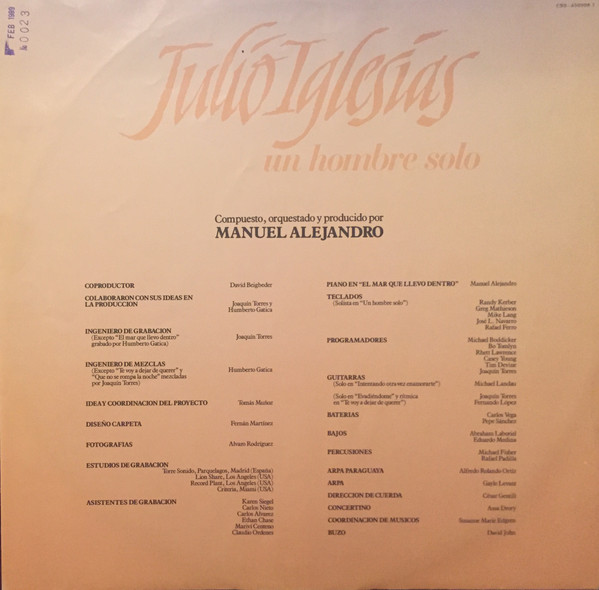 FEB 1989
№ 0023
Julio Iglesias
un hombre solo
Compuesto, orquestado y producido por
MANUEL ALEJANDRO
COPRODUCTOR David Beigbeder
COLABORARON CON SUS IDEAS EN
LA PRODUCCION Joaquín Torres y
Humberto Gatica
INGENIERO DE GRABACION
(Excepto "El mar que llevo dentro" Joaquín Torres
grabado por Humberto Gatica)
INGENIERO DE MEZCLAS
(Excepto "Te voy a dejar de querer" y Humberto Gatica
"Que no se rompa la noche" mezcladas
por Joaquín Torres)
IDEA Y COORDINACION DEL PROYECTO Tomás Muñoz
DISEÑO CARPETA Fernán Martínez
FOTOGRAFIAS Alvaro Rodríguez
ESTUDIOS DE GRABACION
Torre Sonido, Parquelagos, Madrid (España)
Lion Share, Los Angeles (USA)
Record Plant, Los Angeles (USA)
Criteria, Miami (USA)
ASISTENTES DE GRABACION Karen Siegel
Carlos Nieto
Carlos Alvarez
Ethan Chase
Marivi Centeno
Claudio Ordenes
PIANO EN "EL MAR QUE LLEVO DENTRO" Manuel Alejandro
TECLADOS
(Solista en "Un hombre solo") Randy Kerber
Greg Mathieson
Mike Lang
José L. Navarro
Rafael Ferro
PROGRAMADORES Michael Boddicker
Bo Tomlyn
Rhett Lawrence
Casey Young
Tim Devine
Joaquín Torres
GUITARRAS
(Solo en "Intentando otra vez enamorarte") Michael Landau
(Solo en "Evadiéndome" y rítmica Joaquín Torres
en "Te voy a dejar de querer") Fernando López
BATERIAS Carlos Vega
Pepe Sánchez
BAJOS Abraham Laboriel
Eduardo Medina
PERCUSIONES Michael Fisher
Rafael Padilla
ARPA PARAGUAYA Alfredo Rolando Ortiz
ARPA Gayle Levant
DIRECCION DE CUERDA César Gentili
CONCERTINO Assa Drory
COORDINACION DE MUSICOS Suzanne Marie Edgren
BUZO David John